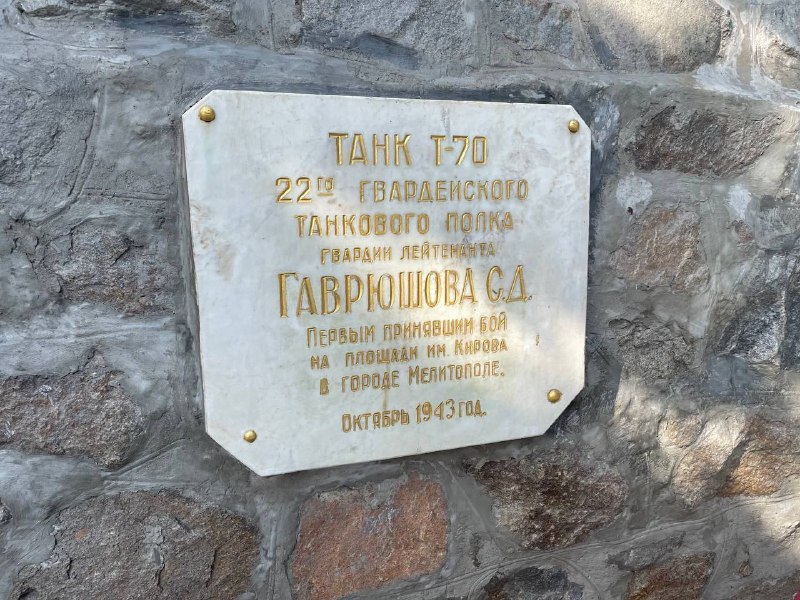 ТАНК Т-70
22го ГВАРДЕЙСКОГО
ТАНКОВОГО ПОЛКА
ГВАРДИИ ЛЕЙТЕНАНТА
ГАВРЮШОВА С.Д.
ПЕРВЫМ ПРИНЯВШИМ БОЙ
НА ПЛОЩАДИ ИМ. КИРОВА
В ГОРОДЕ МЕЛИТОПОЛЕ.
ОКТЯБРЬ 1943 ГОД.